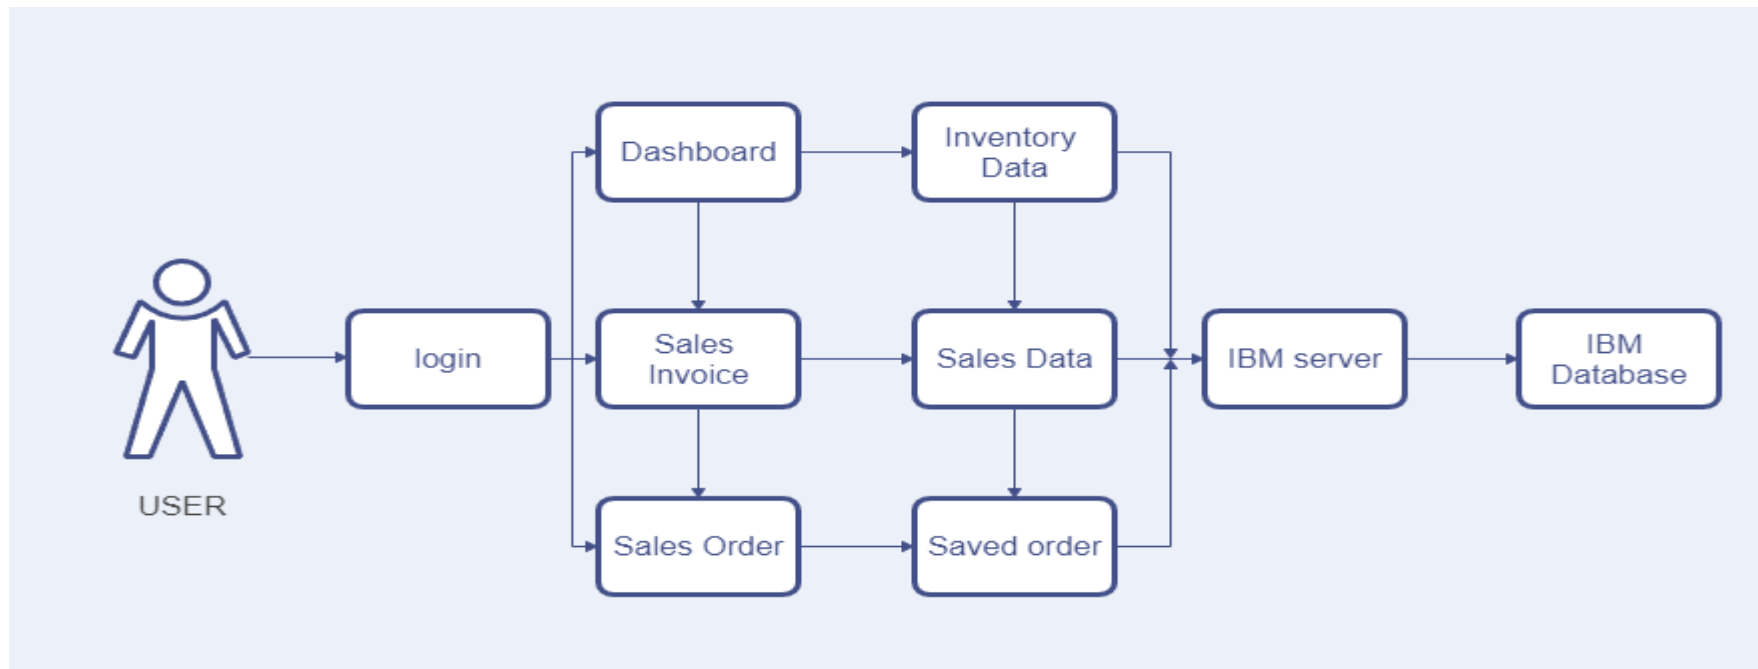 USER
login
Dashboard
Sales
Invoice
Sales Order
Inventory
Data
Sales Data
Saved order
IBM server
IBM
Database